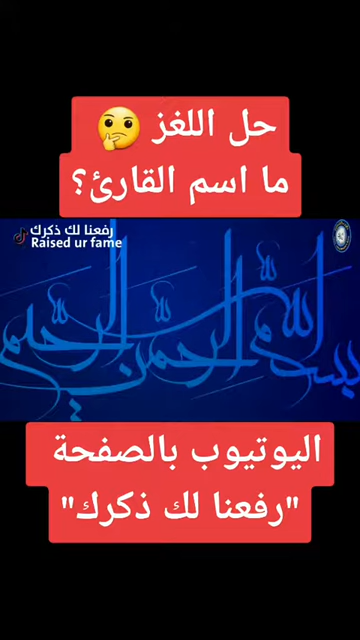 حل اللغز 🤔
ما اسم القارئ؟
رفعنا لك ذكرك
Raised ur fame
بسم الله الرحمن الرحيم
اليوتيوب بالصفحة
"رفعنا لك ذكرك"